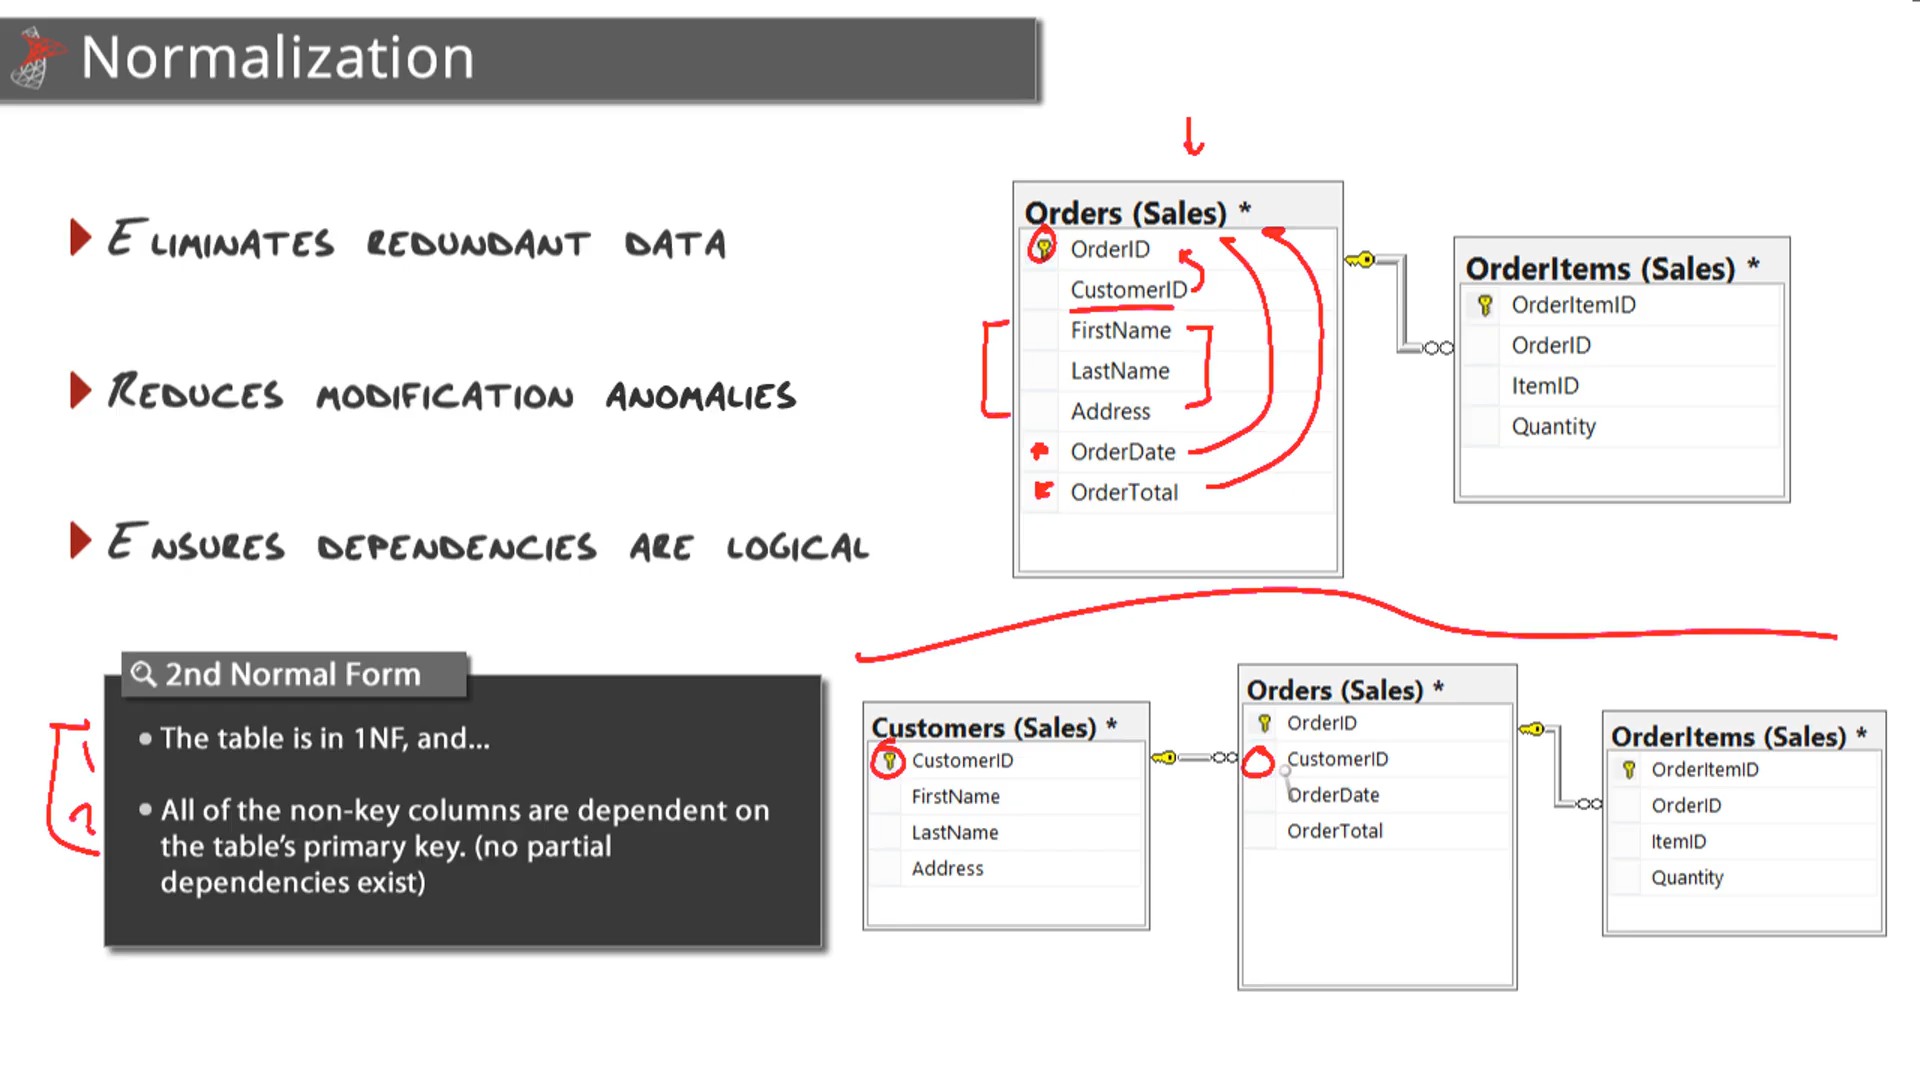 Normalization
Eliminates redundant data
Reduces modification anomalies
Ensures dependencies are logical
2nd Normal Form
The table is in 1NF, and...
All of the non-key columns are dependent on
the table's primary key. (no partial
dependencies exist)
Orders (Sales) *
OrderID
CustomerID
FirstName
LastName
Address
OrderDate
OrderTotal
OrderItems (Sales) *
OrderItemID
OrderID
ItemID
Quantity
Customers (Sales) *
CustomerID
FirstName
LastName
Address
Orders (Sales) *
OrderID
CustomerID
OrderDate
OrderTotal
OrderItems (Sales) *
OrderItemID
OrderID
ItemID
Quantity